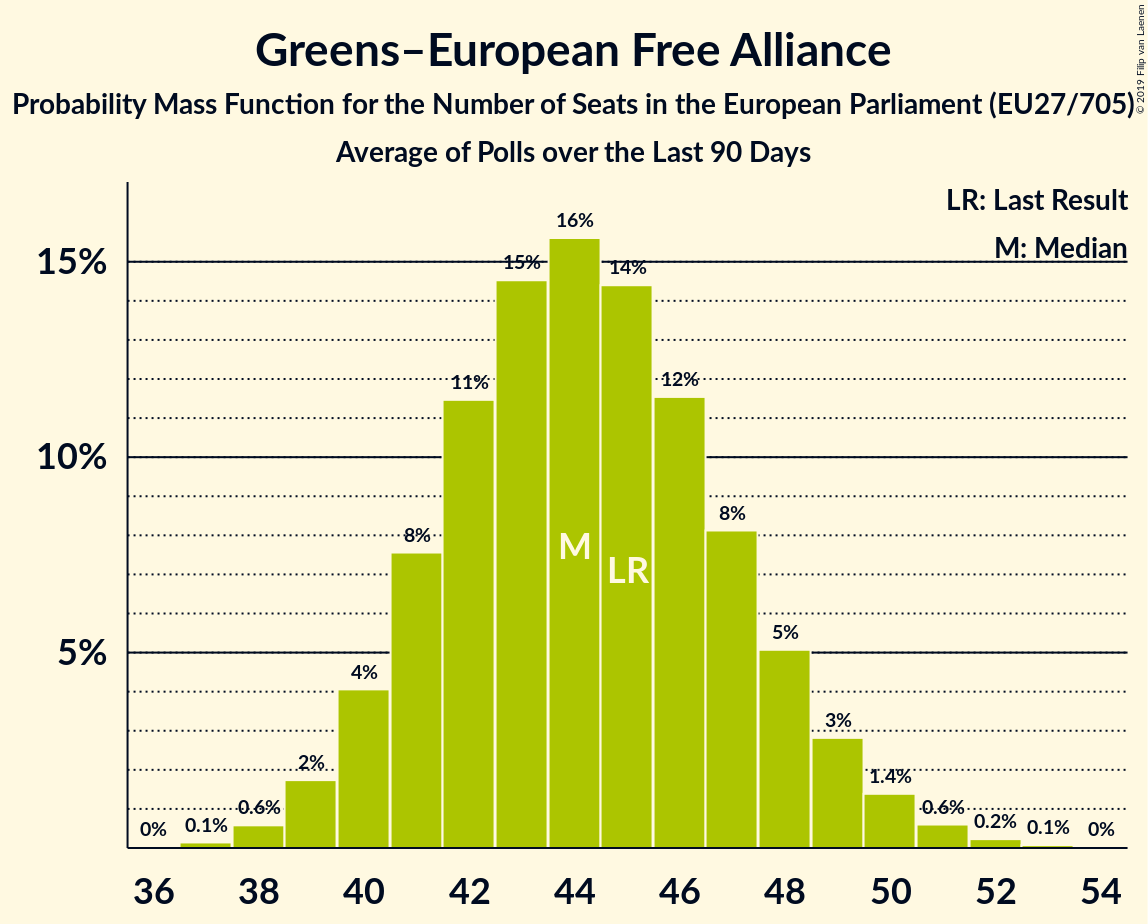 Greens–European Free Alliance
Probability Mass Function for the Number of Seats in the European Parliament (EU27/705)
Average of Polls over the Last 90 Days
© 2019 Filip van Laenen
LR: Last Result
M: Median
15%
10%
5%
0%
0.1%
0.6%
2%
4%
8%
11%
15%
16%
14%
12%
8%
5%
3%
1.4%
0.6%
0.2%
0.1%
0%
M
LR
36 38 40 42 44 46 48 50 52 54